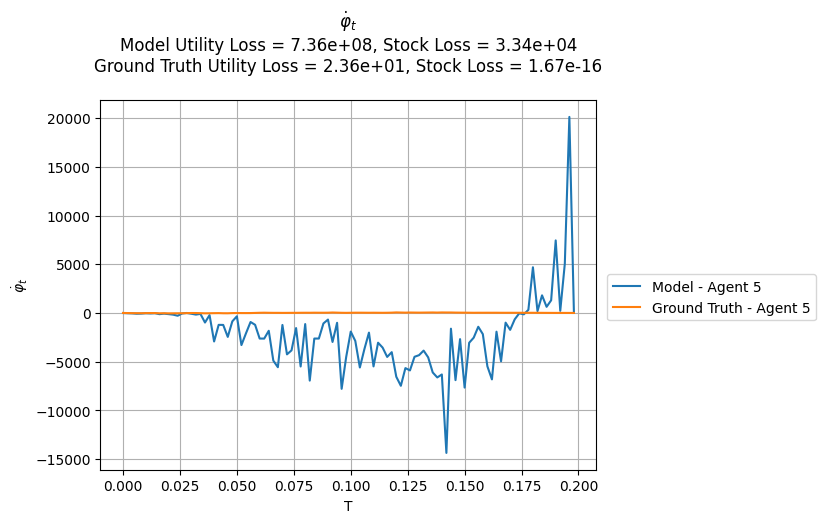 φ̇_t
Model Utility Loss = 7.36e+08, Stock Loss = 3.34e+04
Ground Truth Utility Loss = 2.36e+01, Stock Loss = 1.67e-16
20000
15000
10000
5000
0
−5000
−10000
−15000
φ̇_t
0.000 0.025 0.050 0.075 0.100 0.125 0.150 0.175 0.200
T
Model - Agent 5
Ground Truth - Agent 5